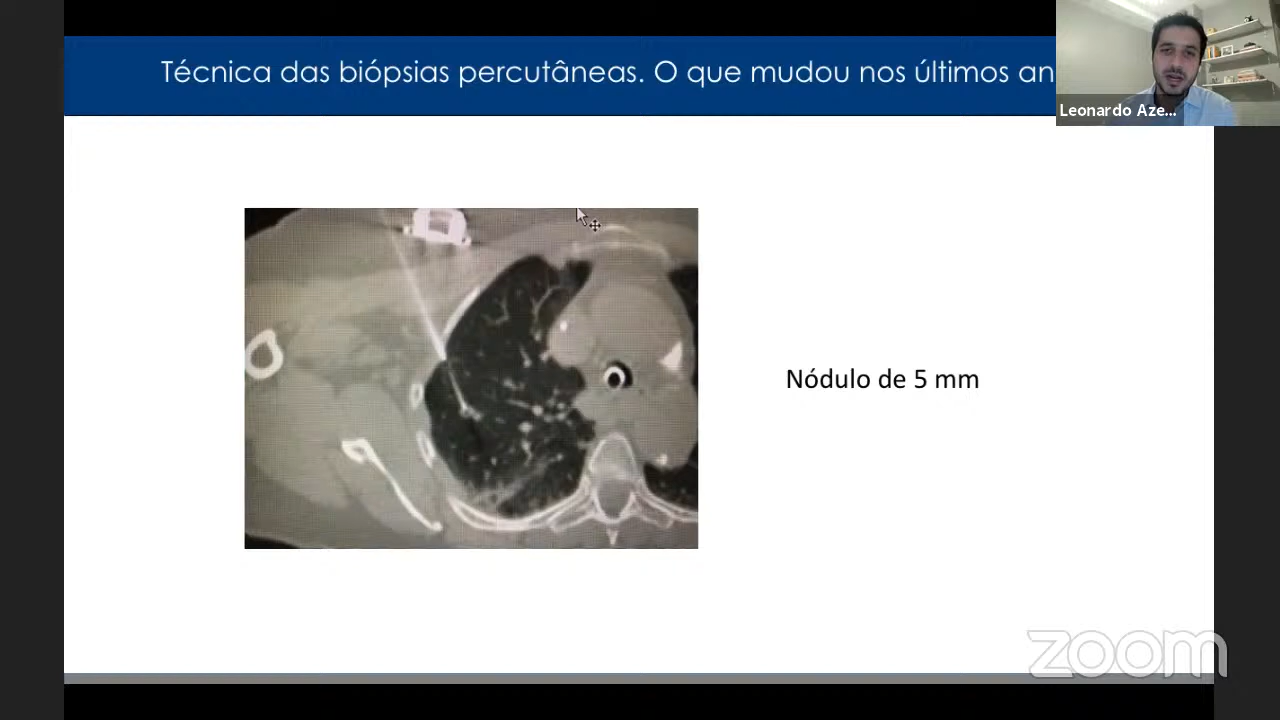 Técnica das biópsias percutâneas. O que mudou nos últimos an
Leonardo Aze...
Nódulo de 5 mm
zoom